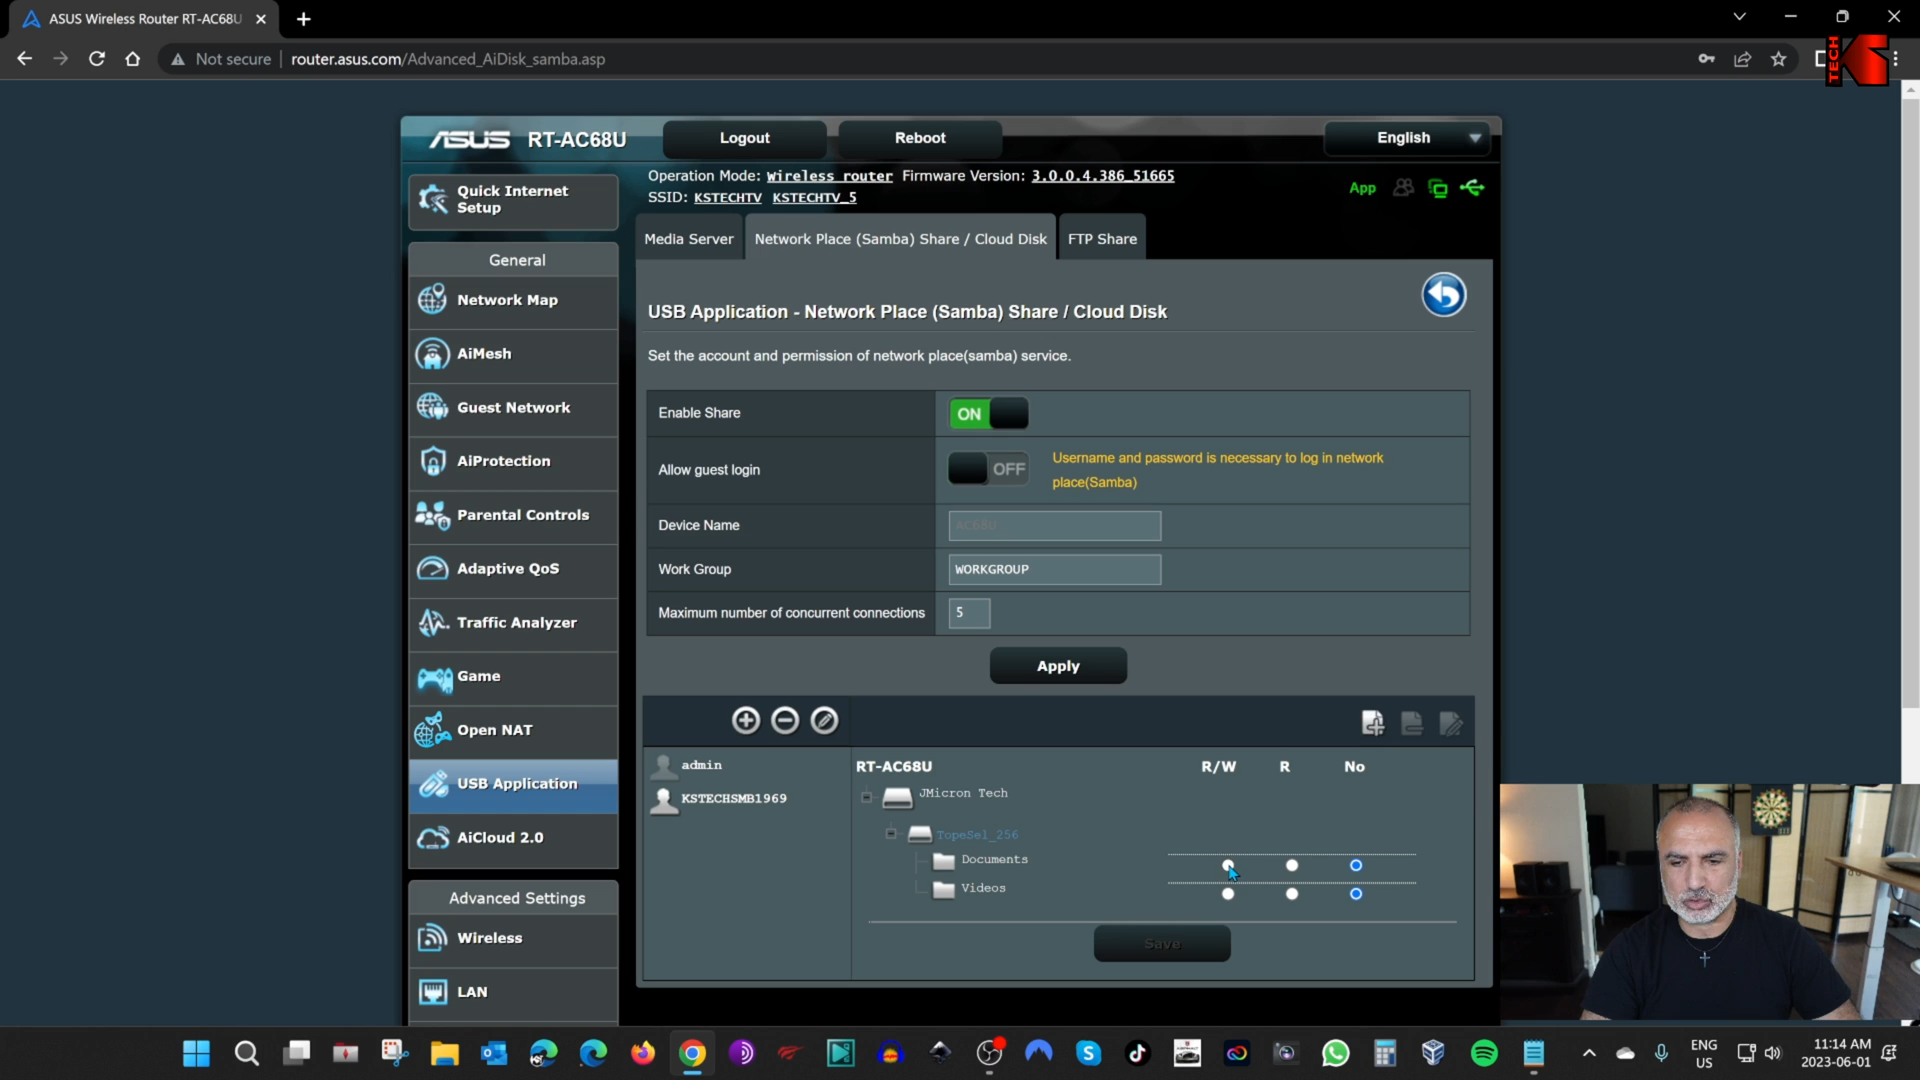 ASUS Wireless Router RT-AC68U
Not secure
router.asus.com/Advanced_AiDisk_samba.asp
TECH K
ASUS RT-AC68U
Logout
Reboot
English
Operation Mode: Wireless router Firmware Version: 3.0.0.4.386_51665
SSID: KSTECHTV KSTECHTV_5
App
Quick Internet
Setup
General
Network Map
AiMesh
Guest Network
AiProtection
Parental Controls
Adaptive QoS
Traffic Analyzer
Game
Open NAT
USB Application
AiCloud 2.0
Advanced Settings
Wireless
LAN
Media Server
Network Place (Samba) Share / Cloud Disk
FTP Share
USB Application - Network Place (Samba) Share / Cloud Disk
Set the account and permission of network place(samba) service.
Enable Share
ON
Allow guest login
OFF
Username and password is necessary to log in network
place(Samba)
Device Name
AC68U
Work Group
WORKGROUP
Maximum number of concurrent connections
5
Apply
admin
KSTECHSMB1969
RT-AC68U
R/W
R
No
JMicron Tech
TopeSel_256
Documents
Videos
Save
ENG
US
11:14 AM
2023-06-01